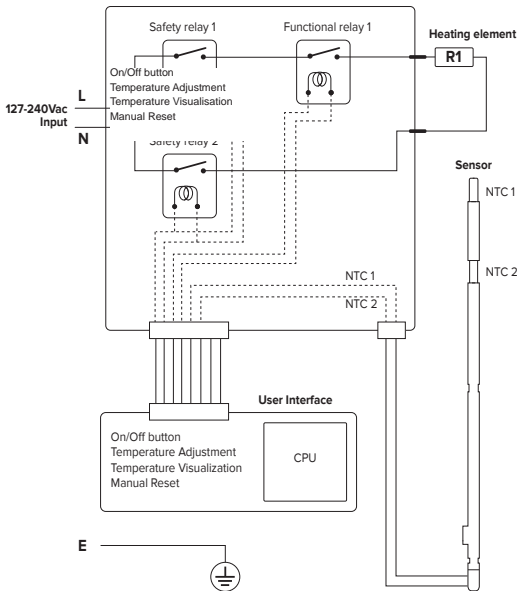 Safety relay 1
Functional relay 1
Heating element
R1
On/Off button
Temperature Adjustment
Temperature Visualisation
Manual Reset
L
127-240Vac
Input
N
Safety relay 2
Sensor
NTC 1
NTC 2
NTC 1
NTC 2
User Interface
On/Off button
Temperature Adjustment
Temperature Visualization
Manual Reset
CPU
E